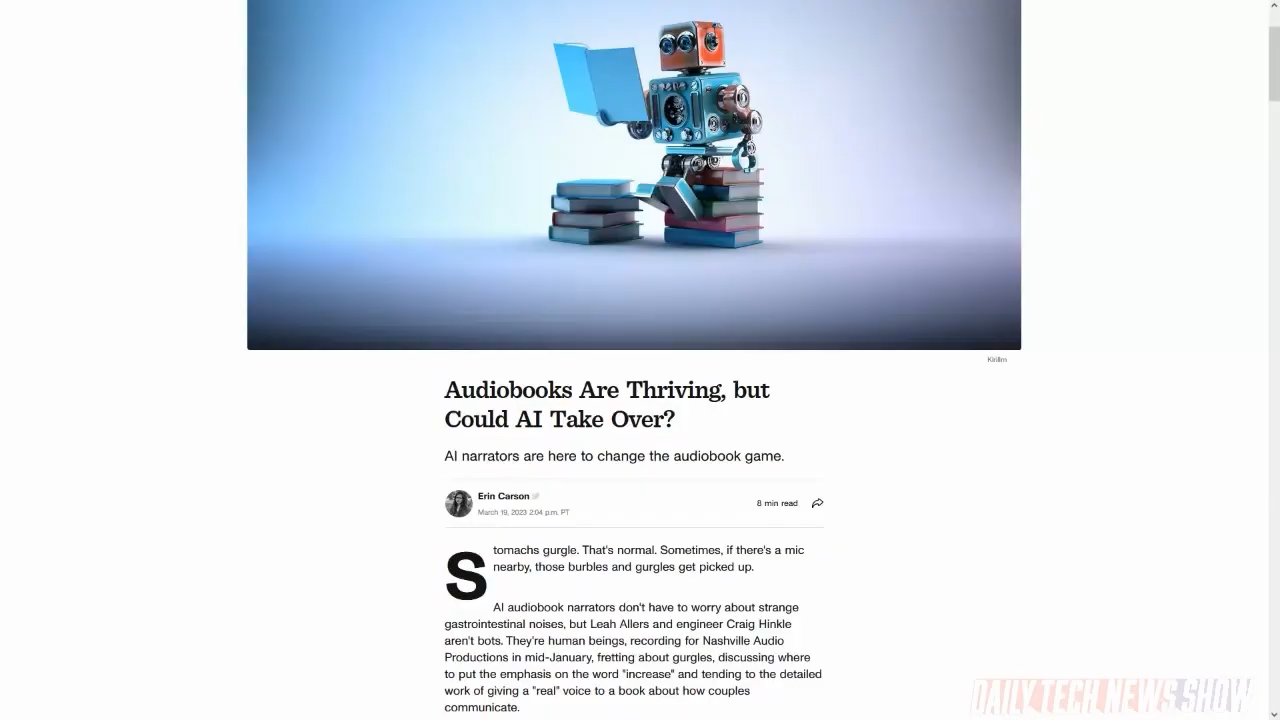 Kirillm
Audiobooks Are Thriving, but
Could AI Take Over?
AI narrators are here to change the audiobook game.
Erin Carson
March 19, 2023 2:04 p.m. PT
8 min read
Stomachs gurgle. That's normal. Sometimes, if there's a mic
nearby, those burbles and gurgles get picked up.
AI audiobook narrators don't have to worry about strange
gastrointestinal noises, but Leah Allers and engineer Craig Hinkle
aren't bots. They're human beings, recording for Nashville Audio
Productions in mid-January, fretting about gurgles, discussing where
to put the emphasis on the word "increase" and tending to the detailed
work of giving a "real" voice to a book about how couples
communicate.
DAILY TECH NEWS SHOW